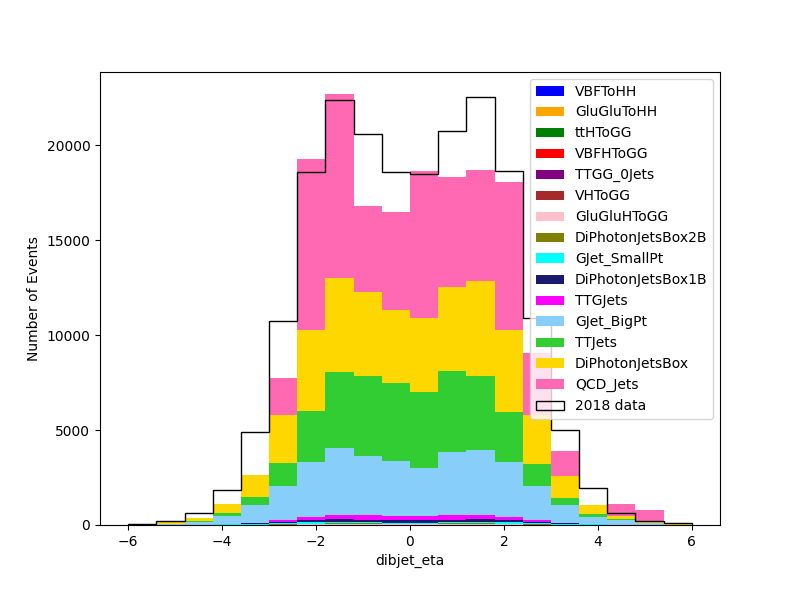 20000
15000
10000
5000
0
Number of Events
−6
−4
−2
0
2
4
6
dibjet_eta
VBFToHH
GluGluToHH
ttHToGG
VBFHToGG
TTGG_0Jets
VHToGG
GluGluHToGG
DiPhotonJetsBox2B
GJet_SmallPt
DiPhotonJetsBox1B
TTGJets
GJet_BigPt
TTJets
DiPhotonJetsBox
QCD_Jets
2018 data